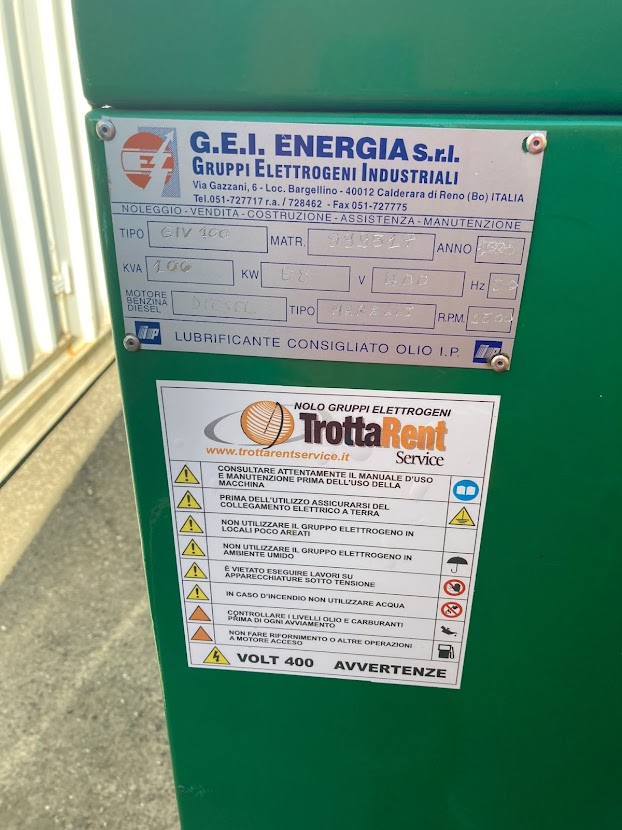 G.E.I. ENERGIA S.r.l.
GRUPPI ELETTROGENI INDUSTRIALI
Via Gazzani, 6 - Loc. Bargellino - 40012 Calderara di Reno (Bo) ITALIA
Tel.051-727717 r.a. / 728462 - Fax 051-727775
NOLEGGIO - VENDITA - COSTRUZIONE - ASSISTENZA - MANUTENZIONE
TIPO GIV 100 MATR. ANNO
KVA 100 KW 88 V 400 Hz
MOTORE BENZINA DIESEL DIESEL TIPO R.P.M.
IP LUBRIFICANTE CONSIGLIATO OLIO I.P. IP
NOLO GRUPPI ELETTROGENI
TrottaRent
Service
www.trottarentservice.it
CONSULTARE ATTENTAMENTE IL MANUALE D'USO
E MANUTENZIONE PRIMA DELL'USO DELLA
MACCHINA
PRIMA DELL'UTILIZZO ASSICURARSI DEL
COLLEGAMENTO ELETTRICO A TERRA
NON UTILIZZARE IL GRUPPO ELETTROGENO IN
LOCALI POCO AREATI
NON UTILIZZARE IL GRUPPO ELETTROGENO IN
AMBIENTE UMIDO
È VIETATO ESEGUIRE LAVORI SU
APPARECCHIATURE SOTTO TENSIONE
IN CASO D'INCENDIO NON UTILIZZARE ACQUA
CONTROLLARE I LIVELLI OLIO E CARBURANTI
PRIMA DI OGNI AVVIAMENTO
NON FARE RIFORNIMENTO O ALTRE OPERAZIONI
A MOTORE ACCESO
VOLT 400 AVVERTENZE